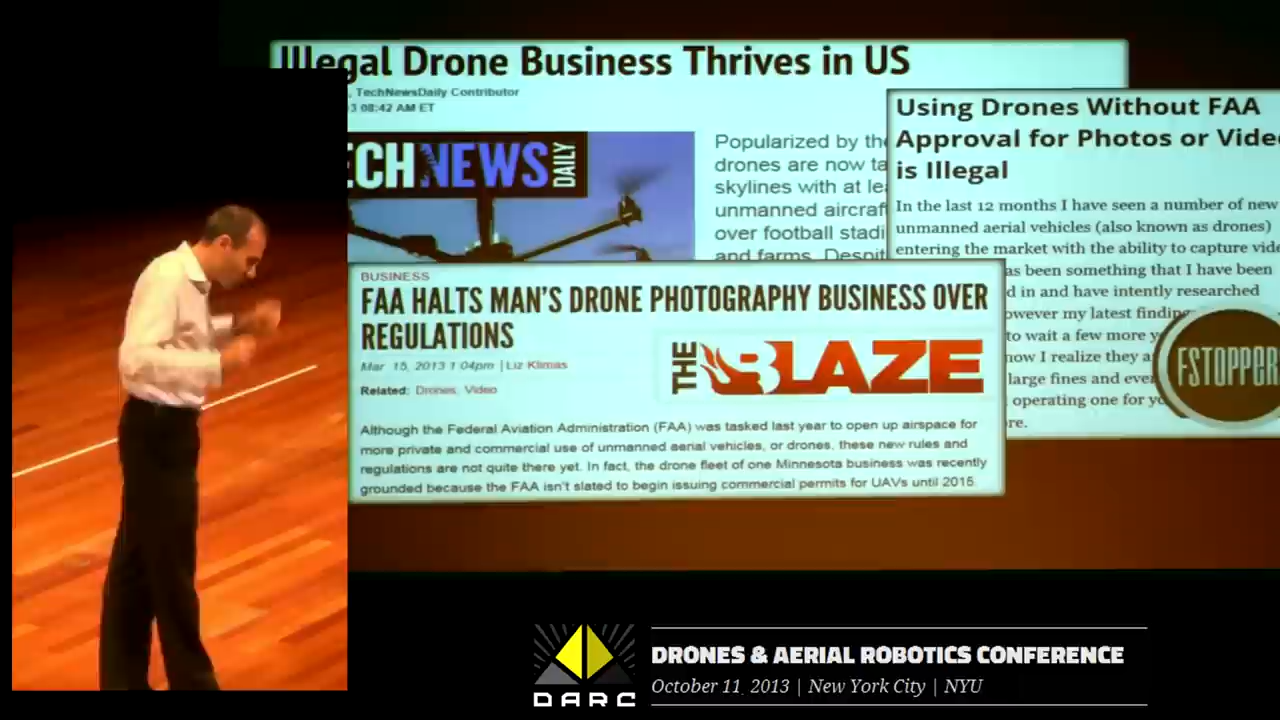 Illegal Drone Business Thrives in US
, TechNewsDaily Contributor
3 08:42 AM ET
ECHNEWS
DAILY
Popularized by the
drones are now ta
skylines with at lea
unmanned aircraf
over football stadi
and farms. Despit
Using Drones Without FAA
Approval for Photos or Vide
is Illegal
In the last 12 months I have seen a number of new
unmanned aerial vehicles (also known as drones)
entering the market with the ability to capture vide
as been something that I have been
d in and have intently researched
owever my latest finding
to wait a few more y
now I realize they a
large fines and eve
operating one for yo
re.
FSTOPPER
BUSINESS
FAA HALTS MAN'S DRONE PHOTOGRAPHY BUSINESS OVER
REGULATIONS
Mar. 15, 2013 1:04pm | Liz Klimas
THE BLAZE
Related: Drones, Video
Although the Federal Aviation Administration (FAA) was tasked last year to open up airspace for
more private and commercial use of unmanned aerial vehicles, or drones, these new rules and
regulations are not quite there yet. In fact, the drone fleet of one Minnesota business was recently
grounded because the FAA isn't slated to begin issuing commercial permits for UAVs until 2015.
DARC
DRONES & AERIAL ROBOTICS CONFERENCE
October 11, 2013 | New York City | NYU